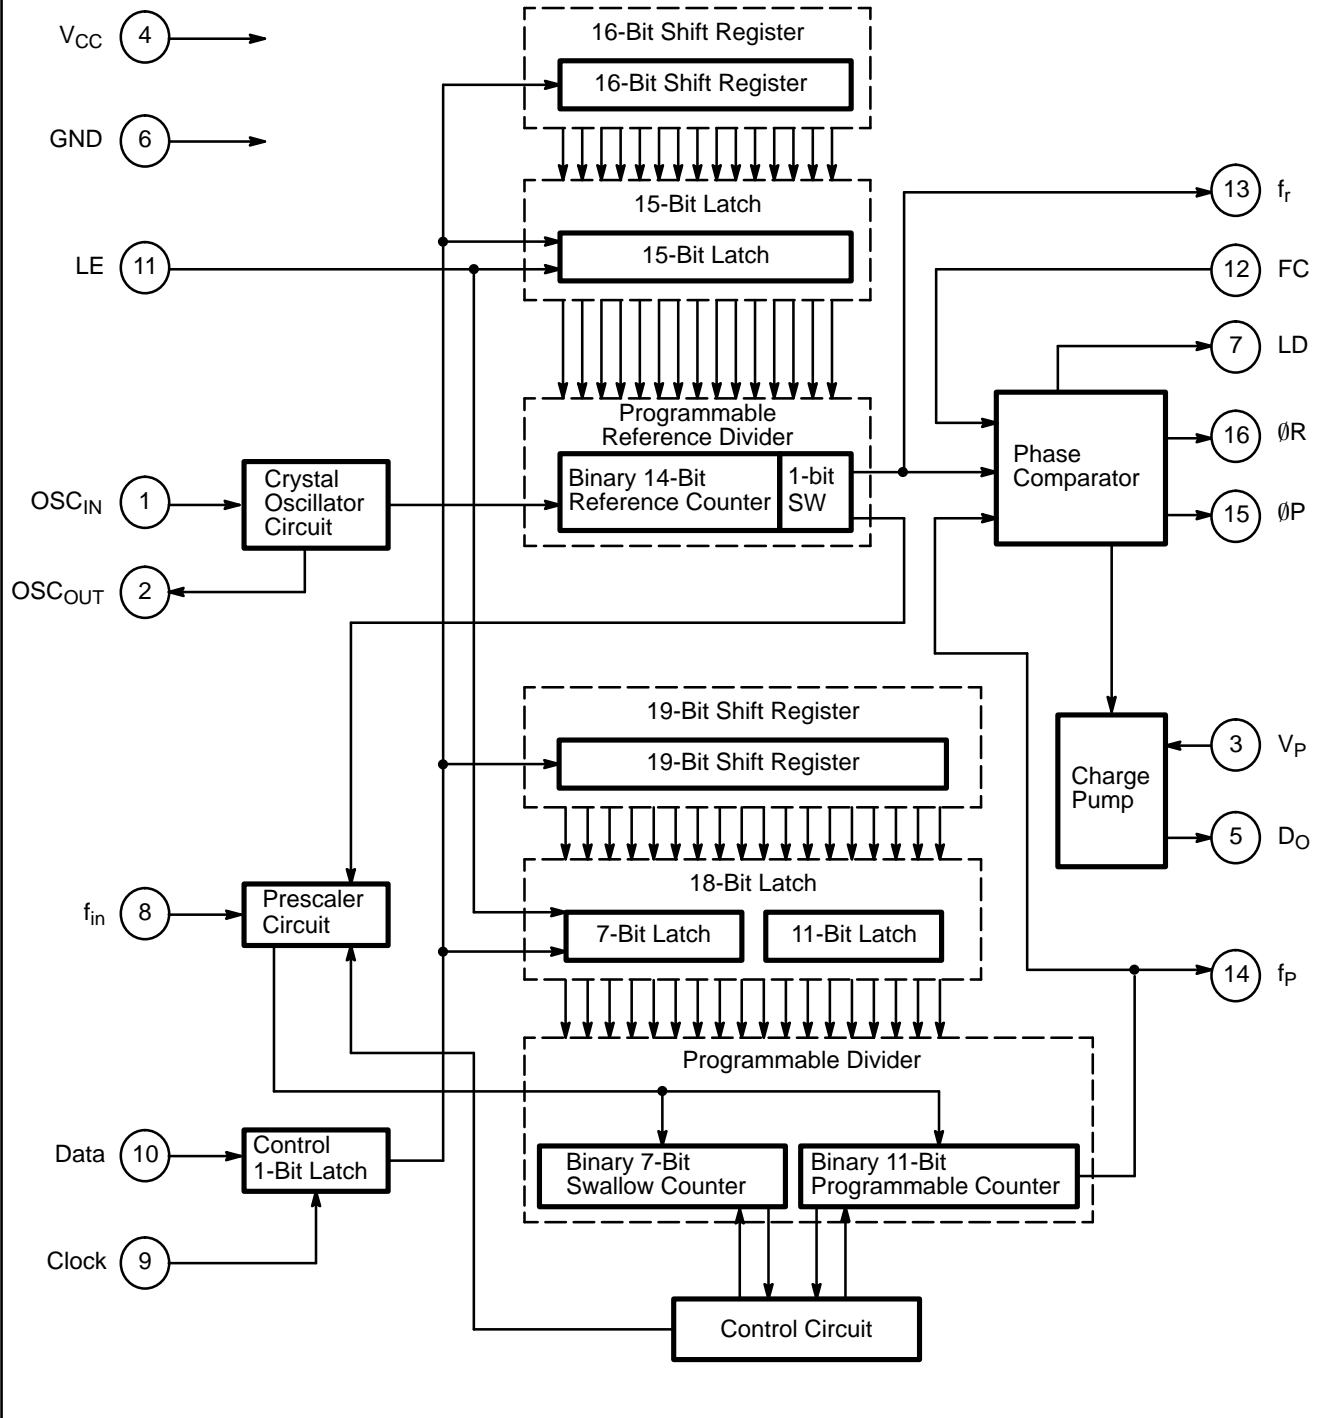 V_CC 4
GND 6
LE 11
OSC_IN 1
OSC_OUT 2
f_in 8
Data 10
Clock 9
16-Bit Shift Register
16-Bit Shift Register
15-Bit Latch
15-Bit Latch
Programmable
Reference Divider
Binary 14-Bit
Reference Counter
1-bit
SW
Crystal
Oscillator
Circuit
19-Bit Shift Register
19-Bit Shift Register
18-Bit Latch
7-Bit Latch
11-Bit Latch
Prescaler
Circuit
Programmable Divider
Control
1-Bit Latch
Binary 7-Bit
Swallow Counter
Binary 11-Bit
Programmable Counter
Control Circuit
Phase
Comparator
Charge
Pump
13 f_r
12 FC
7 LD
16 ØR
15 ØP
3 V_P
5 D_O
14 f_P